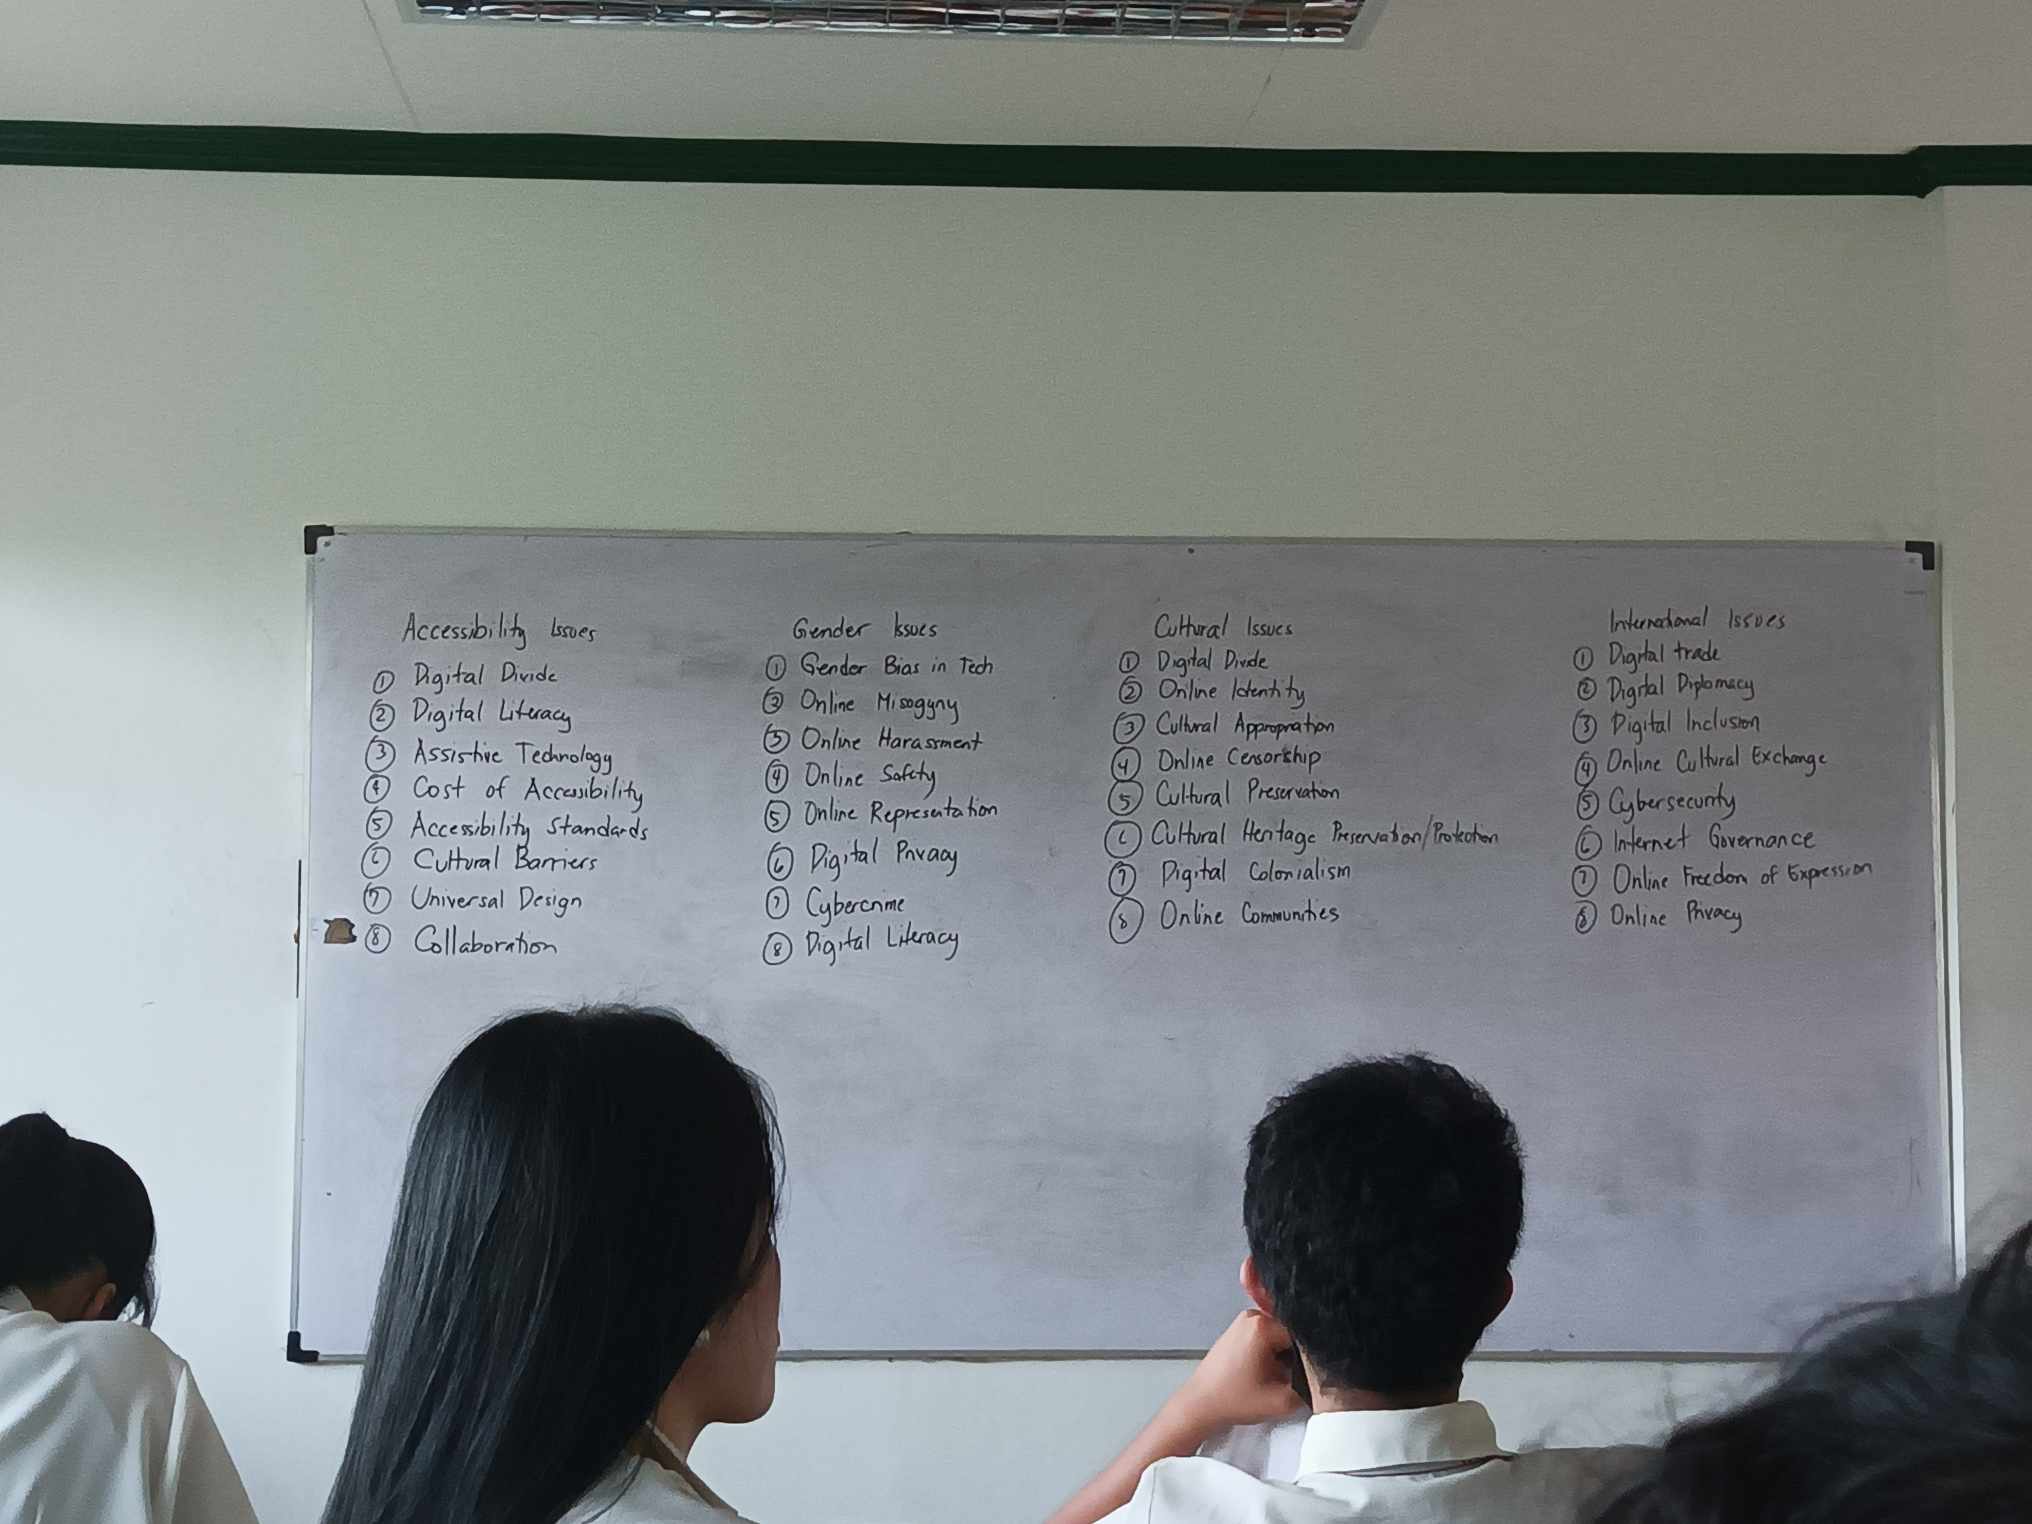 Accessibility Issues
① Digital Divide
② Digital Literacy
③ Assistive Technology
④ Cost of Accessibility
⑤ Accessibility Standards
⑥ Cultural Barriers
⑦ Universal Design
⑧ Collaboration
Gender Issues
① Gender Bias in Tech
② Online Misogyny
③ Online Harassment
④ Online Safety
⑤ Online Representation
⑥ Digital Privacy
⑦ Cybercrime
⑧ Digital Literacy
Cultural Issues
① Digital Divide
② Online Identity
③ Cultural Appropriation
④ Online Censorship
⑤ Cultural Preservation
⑥ Cultural Heritage Preservation/Protection
⑦ Digital Colonialism
⑧ Online Communities
International Issues
① Digital trade
② Digital Diplomacy
③ Digital Inclusion
④ Online Cultural Exchange
⑤ Cybersecurity
⑥ Internet Governance
⑦ Online Freedom of Expression
⑧ Online Privacy